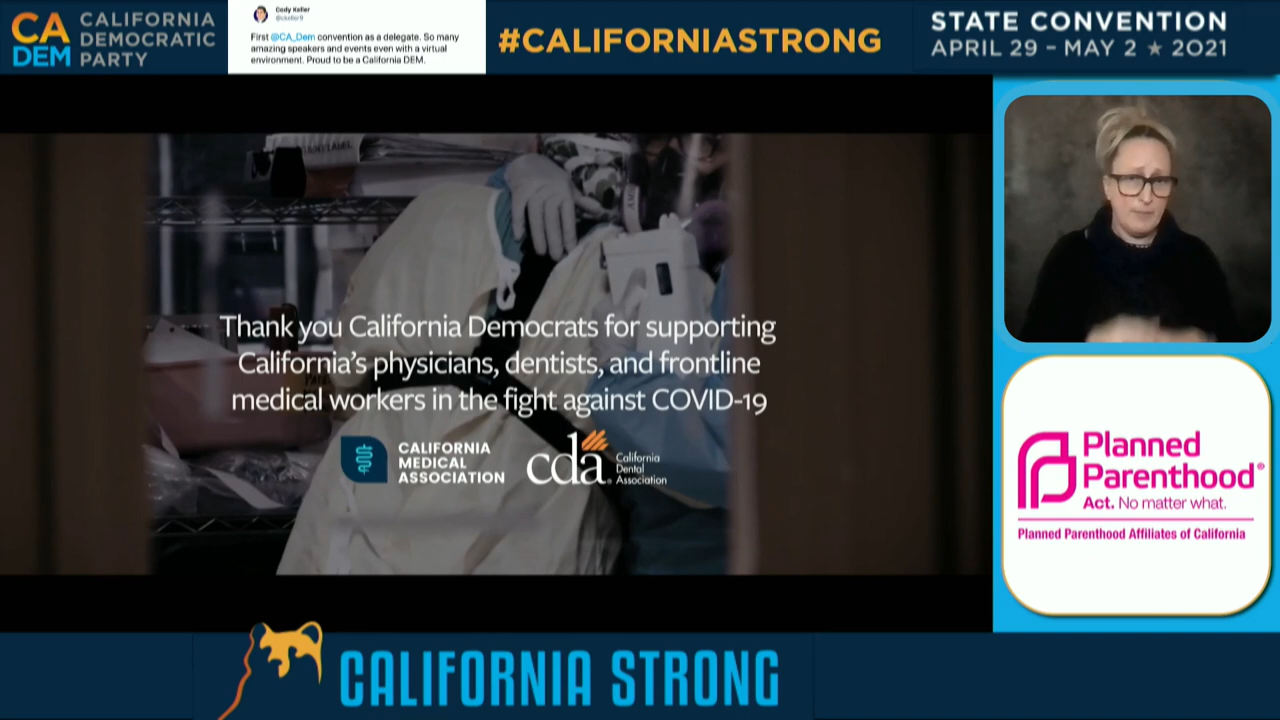 CA
DEM
CALIFORNIA
DEMOCRATIC
PARTY
Cody Keller
@ckeller9
First @CA_Dem convention as a delegate. So many
amazing speakers and events even with a virtual
environment. Proud to be a California DEM.
#CALIFORNIASTRONG
STATE CONVENTION
APRIL 29 – MAY 2 ★ 2021
Thank you California Democrats for supporting
California's physicians, dentists, and frontline
medical workers in the fight against COVID-19
CALIFORNIA
MEDICAL
ASSOCIATION
cda.
California
Dental
Association
Planned
Parenthood®
Act. No matter what.
Planned Parenthood Affiliates of California
CALIFORNIA STRONG